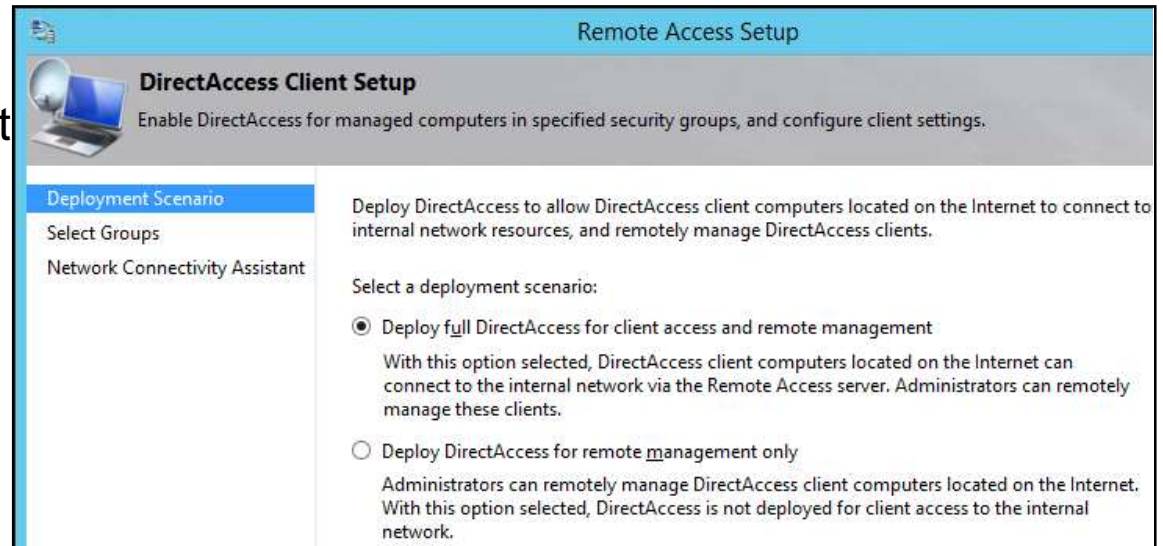 Remote Access Setup
DirectAccess Client Setup
Enable DirectAccess for managed computers in specified security groups, and configure client settings.
t
Deployment Scenario
Select Groups
Network Connectivity Assistant
Deploy DirectAccess to allow DirectAccess client computers located on the Internet to connect to
internal network resources, and remotely manage DirectAccess clients.
Select a deployment scenario:
Deploy full DirectAccess for client access and remote management
With this option selected, DirectAccess client computers located on the Internet can
connect to the internal network via the Remote Access server. Administrators can remotely
manage these clients.
Deploy DirectAccess for remote management only
Administrators can remotely manage DirectAccess client computers located on the Internet.
With this option selected, DirectAccess is not deployed for client access to the internal
network.